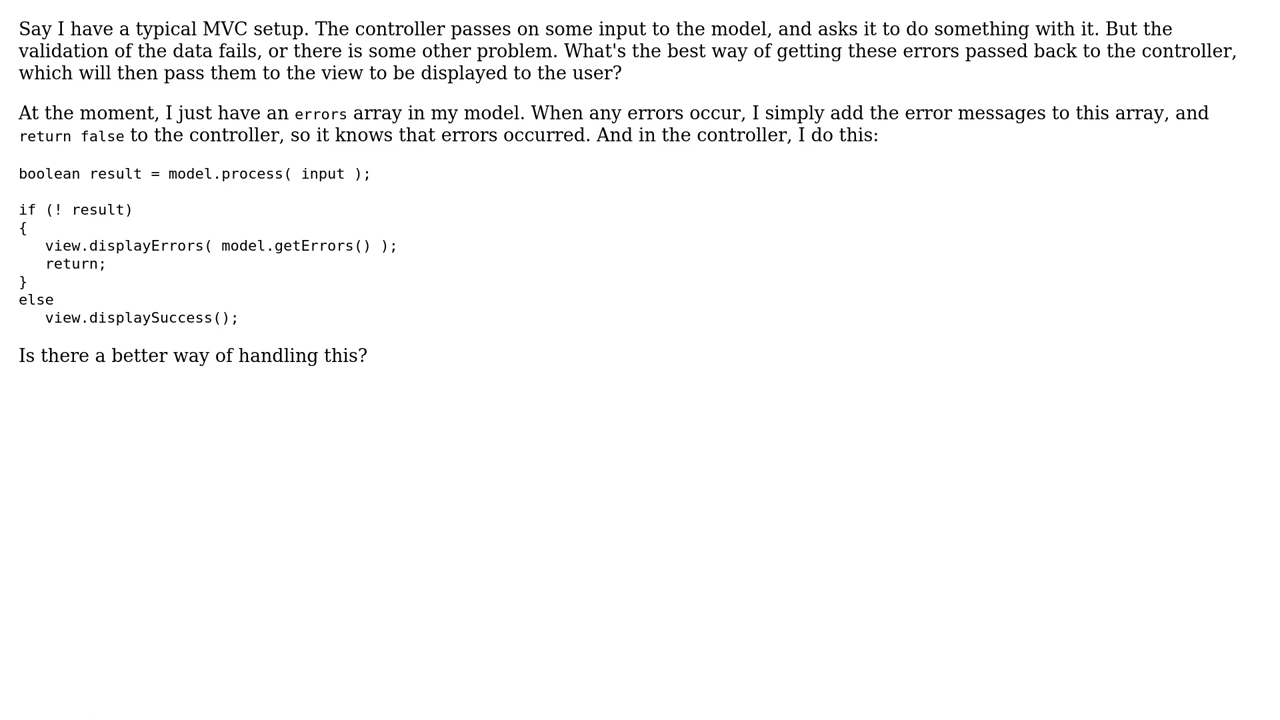 Say I have a typical MVC setup. The controller passes on some input to the model, and asks it to do something with it. But the
validation of the data fails, or there is some other problem. What's the best way of getting these errors passed back to the controller,
which will then pass them to the view to be displayed to the user?
At the moment, I just have an errors array in my model. When any errors occur, I simply add the error messages to this array, and
return false to the controller, so it knows that errors occurred. And in the controller, I do this:
boolean result = model.process( input );
if (! result)
{
   view.displayErrors( model.getErrors() );
   return;
}
else
   view.displaySuccess();
Is there a better way of handling this?